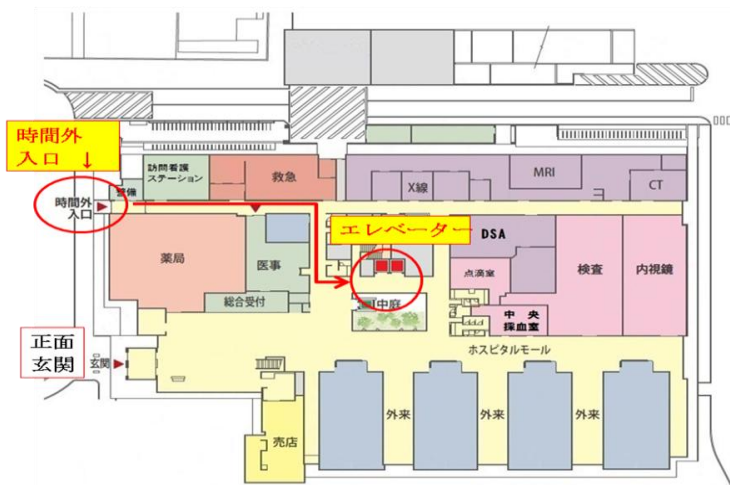 時間外
入口 ↓
訪問看護
ステーション
救急
MRI
X線
CT
警備
時間外
入口
エレベーター
DSA
薬局
医事
点滴室
検査
内視鏡
総合受付
中庭
中央
採血室
正面
玄関
玄関
ホスピタルモール
外来
外来
外来
売店